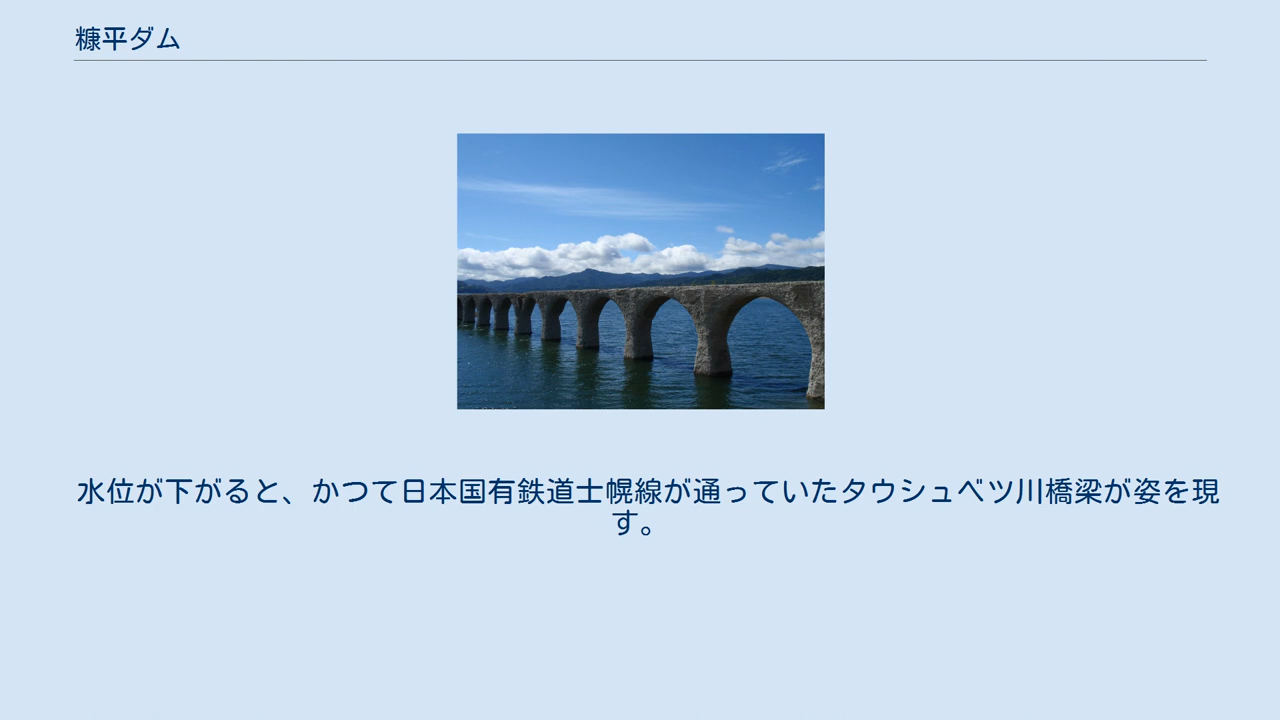 糠平ダム
水位が下がると、かつて日本国有鉄道士幌線が通っていたタウシュベツ川橋梁が姿を現
す。